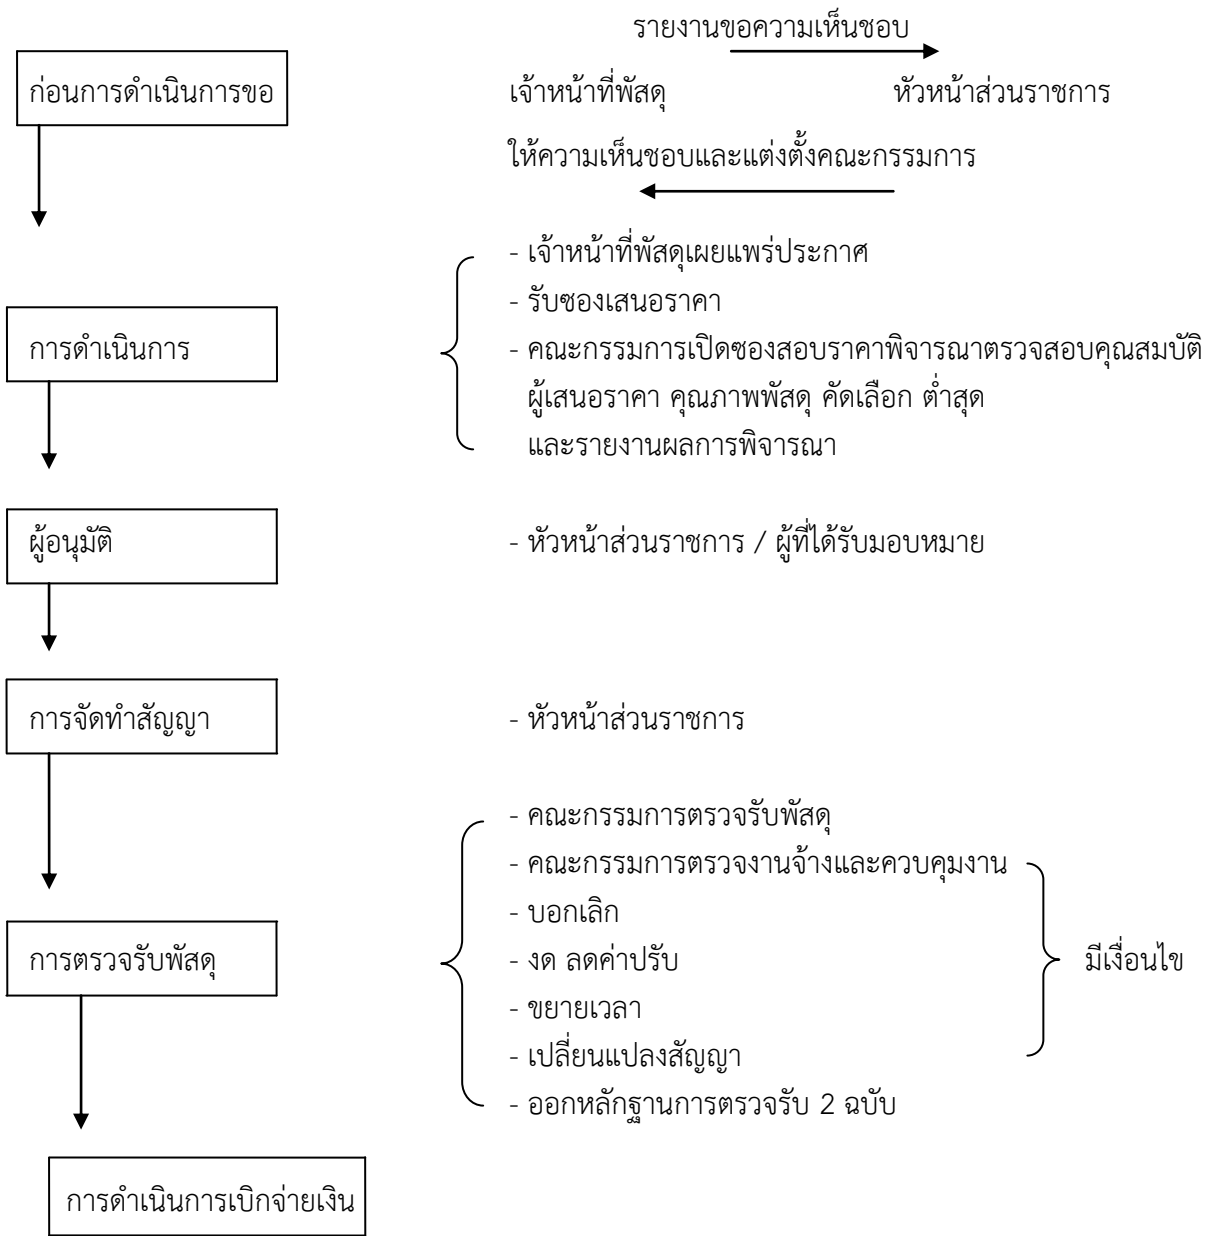 รายงานขอความเห็นชอบ
ก่อนการดำเนินการขอ
เจ้าหน้าที่พัสดุ
หัวหน้าส่วนราชการ
ให้ความเห็นชอบและแต่งตั้งคณะกรรมการ
- เจ้าหน้าที่พัสดุเผยแพร่ประกาศ
- รับซองเสนอราคา
การดำเนินการ
- คณะกรรมการเปิดซองสอบราคาพิจารณาตรวจสอบคุณสมบัติ
ผู้เสนอราคา คุณภาพพัสดุ คัดเลือก ต่ำสุด
และรายงานผลการพิจารณา
ผู้อนุมัติ
- หัวหน้าส่วนราชการ / ผู้ที่ได้รับมอบหมาย
การจัดทำสัญญา
- หัวหน้าส่วนราชการ
- คณะกรรมการตรวจรับพัสดุ
- คณะกรรมการตรวจงานจ้างและควบคุมงาน
- บอกเลิก
การตรวจรับพัสดุ
- งด ลดค่าปรับ
มีเงื่อนไข
- ขยายเวลา
- เปลี่ยนแปลงสัญญา
- ออกหลักฐานการตรวจรับ 2 ฉบับ
การดำเนินการเบิกจ่ายเงิน